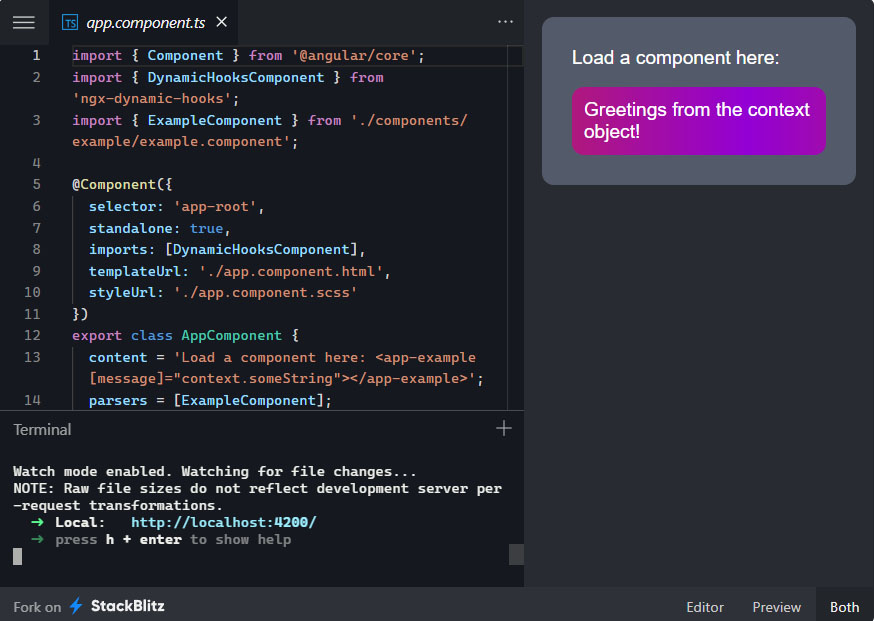 TS app.component.ts ✕ ···
1 import { Component } from '@angular/core';
2 import { DynamicHooksComponent } from
'ngx-dynamic-hooks';
3 import { ExampleComponent } from './components/
example/example.component';
4
5 @Component({
6 selector: 'app-root',
7 standalone: true,
8 imports: [DynamicHooksComponent],
9 templateUrl: './app.component.html',
10 styleUrl: './app.component.scss'
11 })
12 export class AppComponent {
13 content = 'Load a component here: <app-example
[message]="context.someString"></app-example>';
14 parsers = [ExampleComponent];
Terminal +
Watch mode enabled. Watching for file changes...
NOTE: Raw file sizes do not reflect development server per
-request transformations.
➜ Local: http://localhost:4200/
➜ press h + enter to show help
Load a component here:
Greetings from the context
object!
Fork on StackBlitz
Editor Preview Both